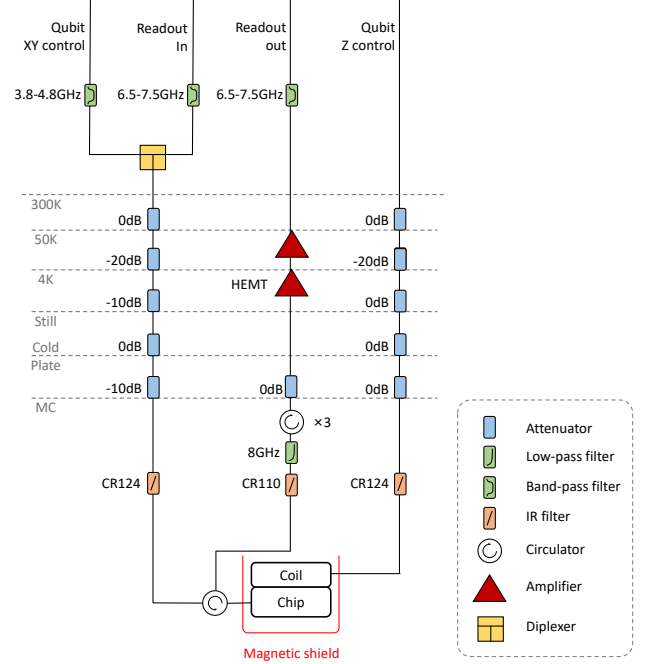 Qubit
XY control
Readout
In
Readout
out
Qubit
Z control
3.8-4.8GHz
6.5-7.5GHz
6.5-7.5GHz
300K
0dB
0dB
50K
-20dB
-20dB
4K
HEMT
-10dB
0dB
Still
Cold
Plate
0dB
0dB
-10dB
0dB
0dB
MC
×3
8GHz
CR124
CR110
CR124
Coil
Chip
Magnetic shield
Attenuator
Low-pass filter
Band-pass filter
IR filter
Circulator
Amplifier
Diplexer